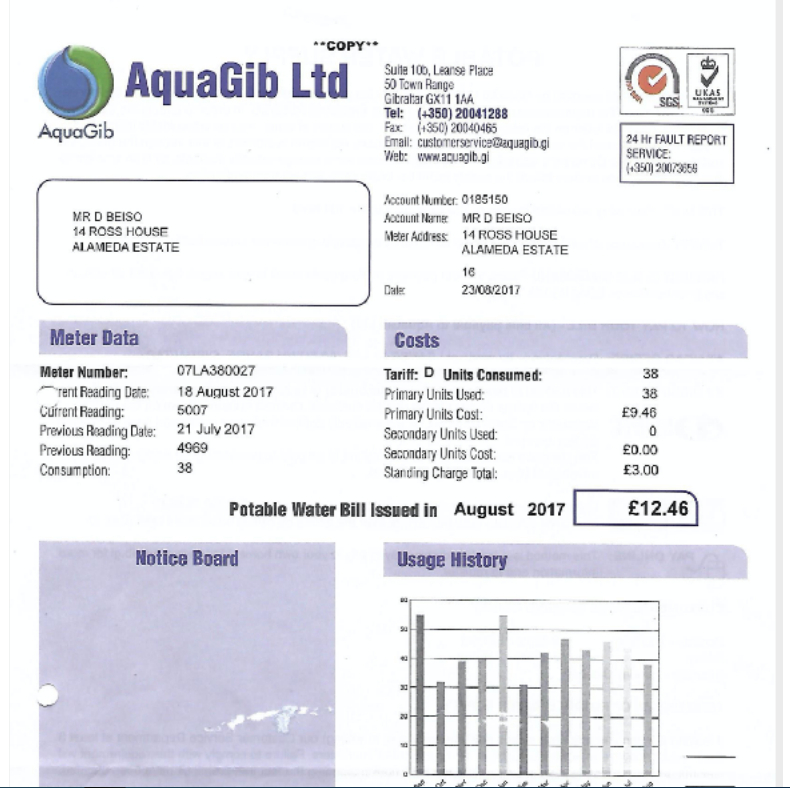 **COPY**
AquaGib Ltd
AquaGib
Suite 10b, Leanse Place
50 Town Range
Gibraltar GX11 1AA
Tel: (+350) 20041288
Fax: (+350) 20040465
Email: customerservice@aquagib.gi
Web: www.aquagib.gi
SGS
UKAS
MANAGEMENT
SYSTEMS
24 Hr FAULT REPORT
SERVICE:
(+350) 20073659
MR D BEISO
14 ROSS HOUSE
ALAMEDA ESTATE
Account Number: 0185150
Account Name: MR D BEISO
Meter Address: 14 ROSS HOUSE
ALAMEDA ESTATE
16
Date: 23/08/2017
Meter Data
Meter Number: 07LA380027
rent Reading Date: 18 August 2017
Current Reading: 5007
Previous Reading Date: 21 July 2017
Previous Reading: 4969
Consumption: 38
Costs
Tariff: D Units Consumed: 38
Primary Units Used: 38
Primary Units Cost: £9.46
Secondary Units Used: 0
Secondary Units Cost: £0.00
Standing Charge Total: £3.00
Potable Water Bill Issued in August 2017 £12.46
Notice Board
Usage History
60
50
40
30
20
10
0